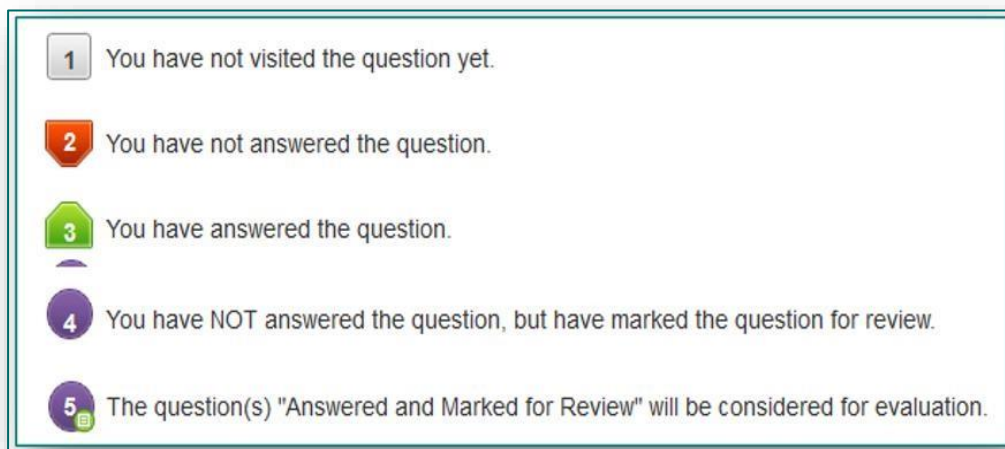 1 You have not visited the question yet.
2 You have not answered the question.
3 You have answered the question.
4 You have NOT answered the question, but have marked the question for review.
5 The question(s) "Answered and Marked for Review" will be considered for evaluation.